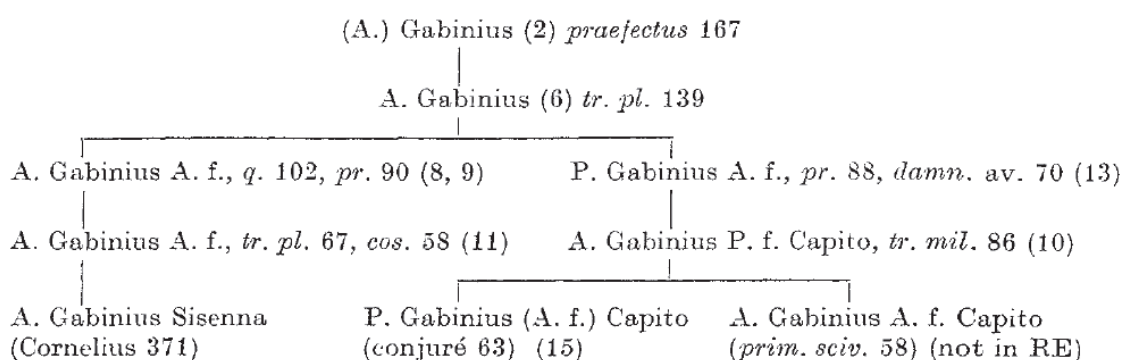 (A.) Gabinius (2) praefectus 167
A. Gabinius (6) tr. pl. 139
A. Gabinius A. f., q. 102, pr. 90 (8, 9) P. Gabinius A. f., pr. 88, damn. av. 70 (13)
A. Gabinius A. f., tr. pl. 67, cos. 58 (11) A. Gabinius P. f. Capito, tr. mil. 86 (10)
A. Gabinius Sisenna P. Gabinius (A. f.) Capito A. Gabinius A. f. Capito
(Cornelius 371) (conjuré 63) (15) (prim. sciv. 58) (not in RE)